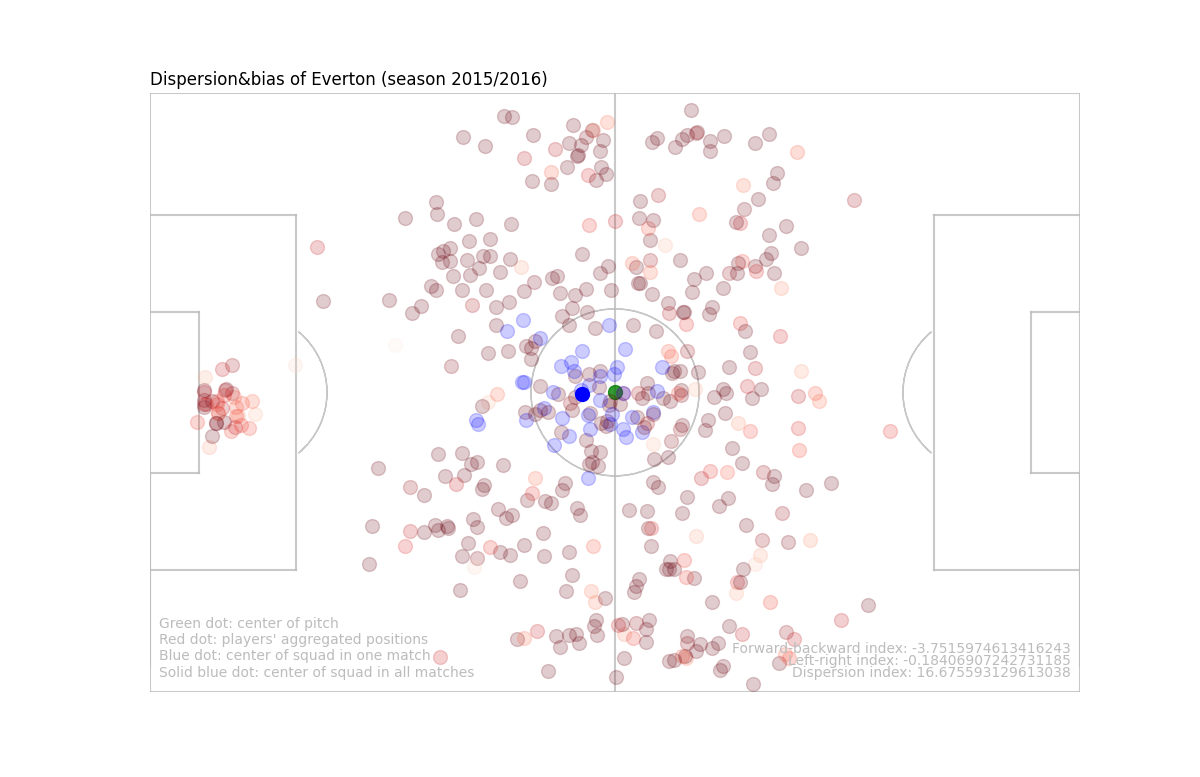 Dispersion&bias of Everton (season 2015/2016)
Green dot: center of pitch
Red dot: players' aggregated positions
Blue dot: center of squad in one match
Solid blue dot: center of squad in all matches
Forward-backward index: -3.7515974613416243
Left-right index: -0.18406907242731185
Dispersion index: 16.675593129613038